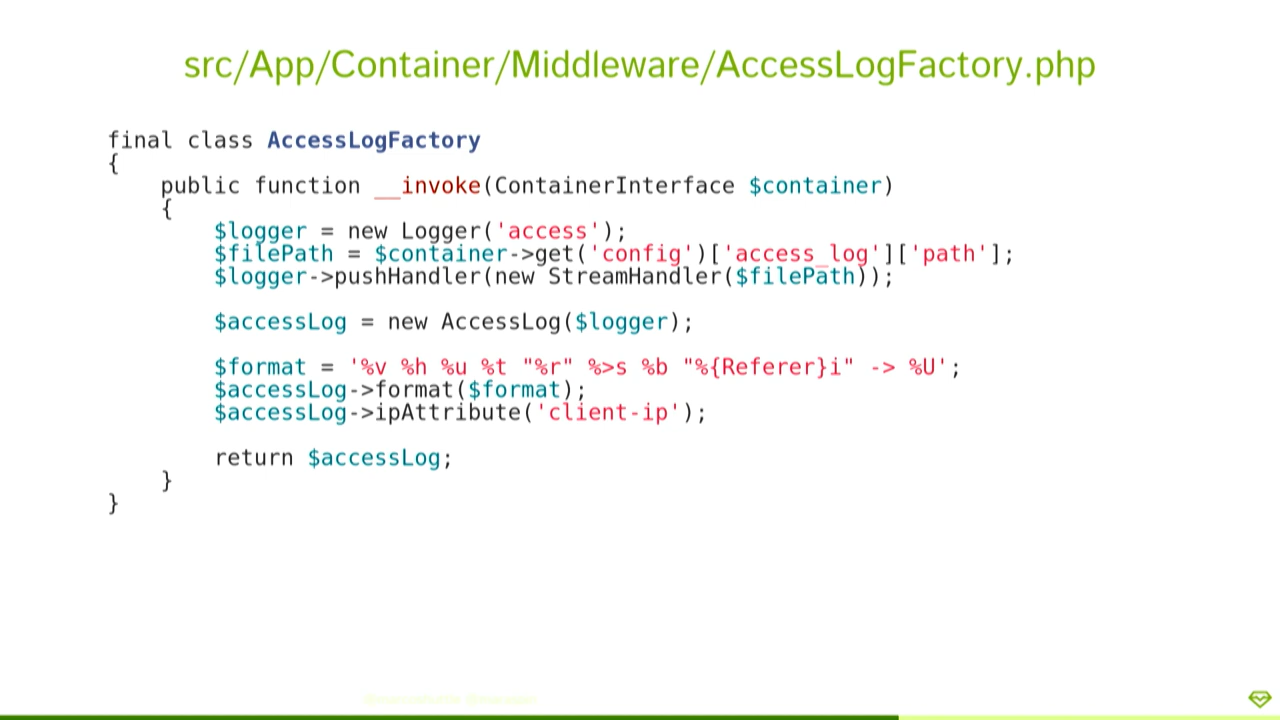 src/App/Container/Middleware/AccessLogFactory.php
final class AccessLogFactory
{
    public function __invoke(ContainerInterface $container)
    {
        $logger = new Logger('access');
        $filePath = $container->get('config')['access_log']['path'];
        $logger->pushHandler(new StreamHandler($filePath));
        $accessLog = new AccessLog($logger);
        $format = '%v %h %u %t "%r" %>s %b "%{Referer}i" -> %U';
        $accessLog->format($format);
        $accessLog->ipAttribute('client-ip');
        return $accessLog;
    }
}